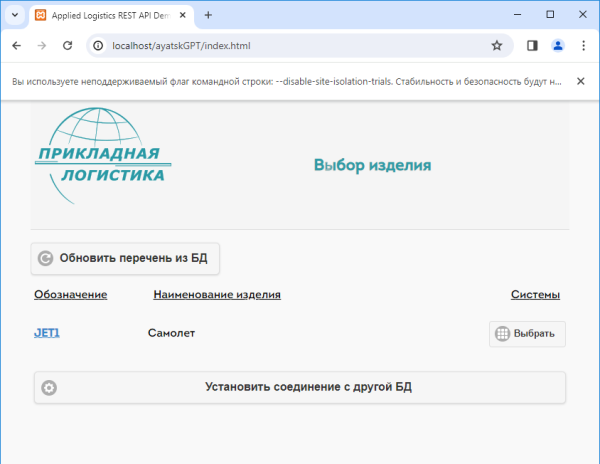 Applied Logistics REST API Den
localhost/ayatskGPT/index.html
Вы используете неподдерживаемый флаг командной строки: --disable-site-isolation-trials. Стабильность и безопасность будут н...
ПРИКЛАДНАЯ
ЛОГИСТИКА
Выбор изделия
Обновить перечень из БД
Обозначение Наименование изделия Системы
JET1 Самолет Выбрать
Установить соединение с другой БД